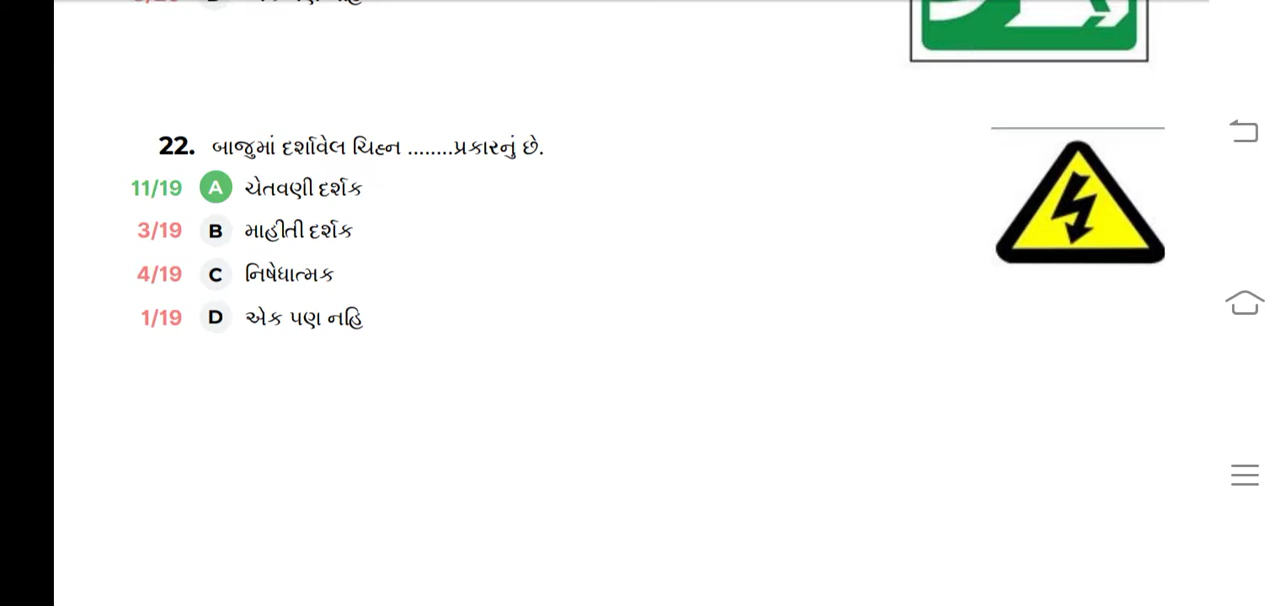 22. બાજુમાં દર્શાવેલ ચિહ્ન ........પ્રકારનું છે.
11/19 A ચેતવણી દર્શક
3/19 B માહીતી દર્શક
4/19 C નિષેધાત્મક
1/19 D એક પણ નહિ